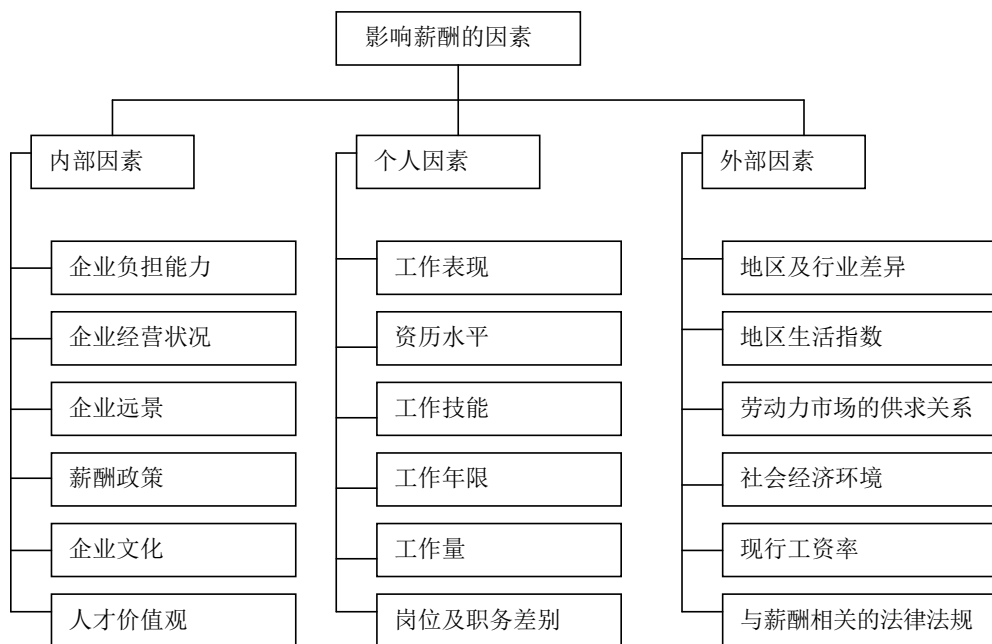 影响薪酬的因素
内部因素
企业负担能力
企业经营状况
企业远景
薪酬政策
企业文化
人才价值观
个人因素
工作表现
资历水平
工作技能
工作年限
工作量
岗位及职务差别
外部因素
地区及行业差异
地区生活指数
劳动力市场的供求关系
社会经济环境
现行工资率
与薪酬相关的法律法规